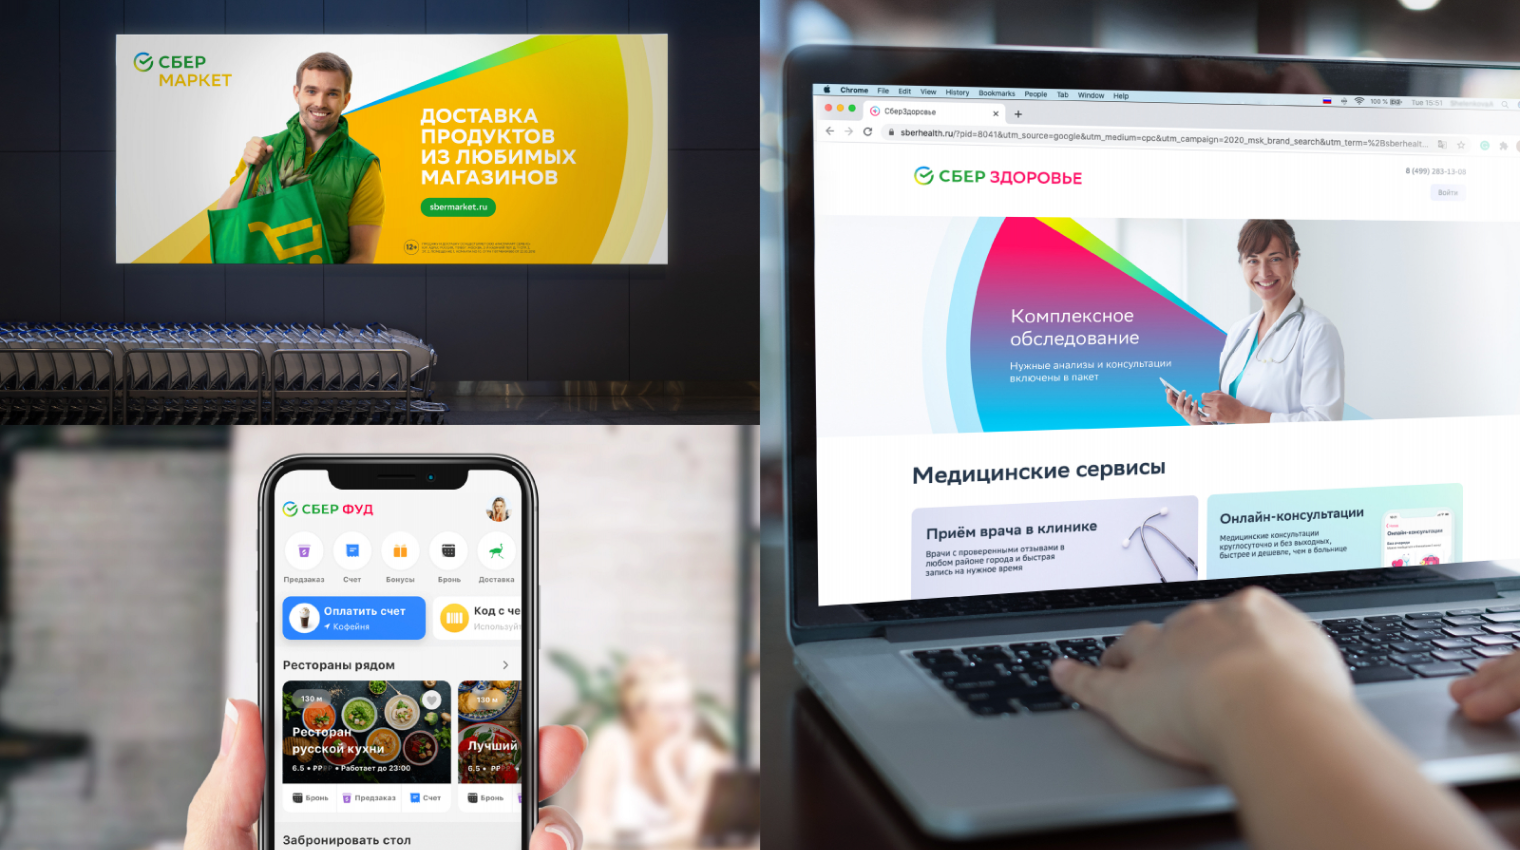 СБЕР
МАРКЕТ
ДОСТАВКА
ПРОДУКТОВ
ИЗ ЛЮБИМЫХ
МАГАЗИНОВ
sbermarket.ru
12+
СБЕР ФУД
Предзаказ Счет Бонусы Бронь Доставка
Оплатить счет
Кофейня
Код с че
Используй
Рестораны рядом
130 м
Ресторан
русской кухни
6.5 • ₽₽₽₽ • Работает до 23:00
130 м
Лучший
6.5 • ₽₽
Бронь Предзаказ Счет Бронь
Забронировать стол
Chrome File Edit View History Bookmarks People Tab Window Help
100 % Tue 15:51
СберЗдоровье
sberhealth.ru/?pid=8041&utm_source=google&utm_medium=cpc&utm_campaign=2020_msk_brand_search&utm_term=%2Bsberhealt...
СБЕР ЗДОРОВЬЕ
8 (499) 283-13-08
Войти
Комплексное
обследование
Нужные анализы и консультации
включены в пакет
Медицинские сервисы
Приём врача в клинике
Врачи с проверенными отзывами в
любом районе города и быстрая
запись на нужное время
Онлайн-консультации
Медицинские консультации
круглосуточно и без выходных,
быстрее и дешевле, чем в больнице
Онлайн-консультации